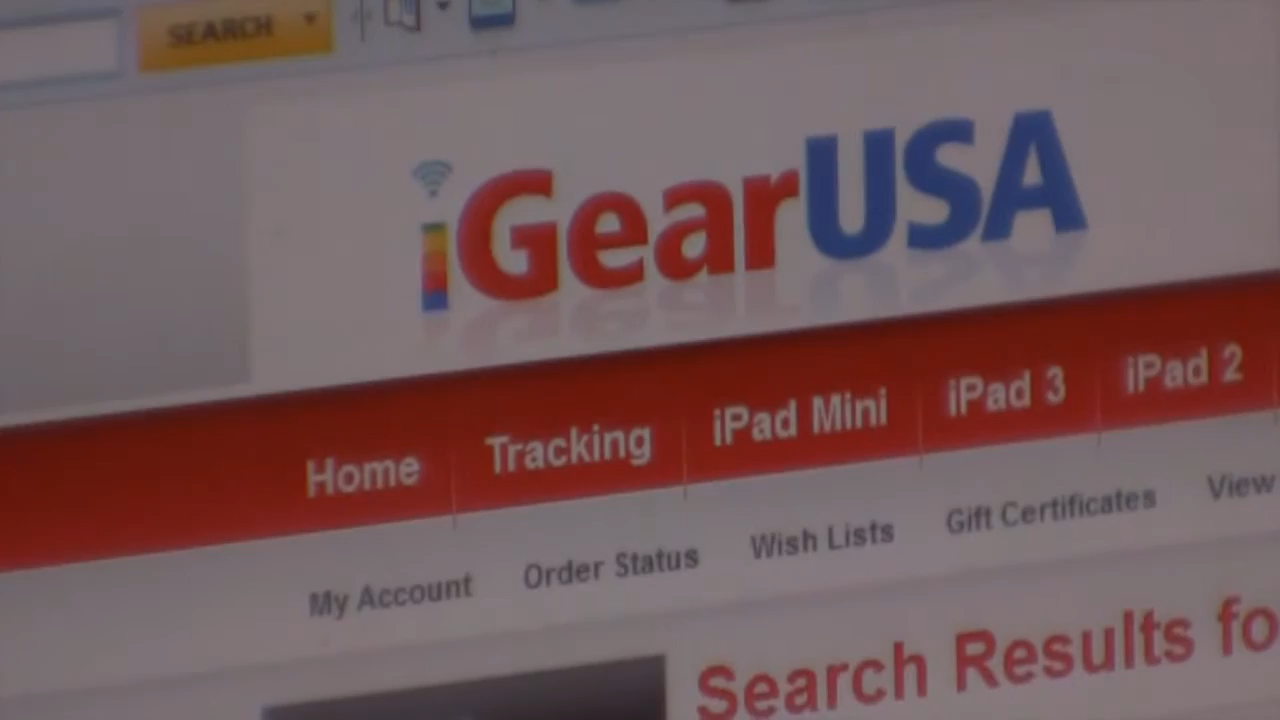 SEARCH
iGearUSA
Home Tracking iPad Mini iPad 3 iPad 2
My Account Order Status Wish Lists Gift Certificates View
Search Results fo